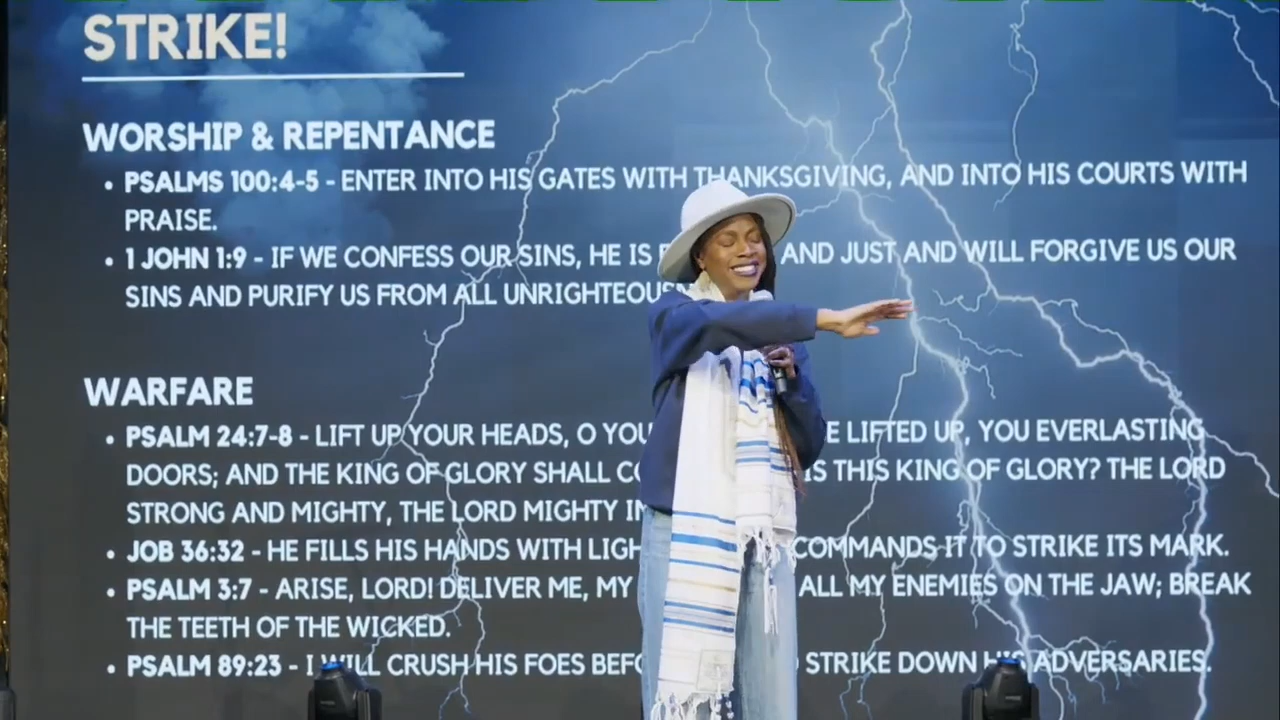 STRIKE!
WORSHIP & REPENTANCE
• PSALMS 100:4-5 - ENTER INTO HIS GATES WITH THANKSGIVING, AND INTO HIS COURTS WITH
PRAISE.
• 1 JOHN 1:9 - IF WE CONFESS OUR SINS, HE IS AND JUST AND WILL FORGIVE US OUR
SINS AND PURIFY US FROM ALL
WARFARE
• PSALM 24:7-8 - LIFT UP YOUR HEADS, O YOU LIFTED UP, YOU EVERLASTING
DOORS; AND THE KING OF GLORY SHALL IS THIS KING OF GLORY? THE LORD
STRONG AND MIGHTY, THE LORD MIGHTY
• JOB 36:32 - HE FILLS HIS HANDS WITH COMMANDS IT TO STRIKE ITS MARK.
• PSALM 3:7 - ARISE, LORD! DELIVER ME, MY ALL MY ENEMIES ON THE JAW; BREAK
THE TEETH OF THE WICKED.
• PSALM 89:23 - I WILL CRUSH HIS FOES STRIKE DOWN HIS ADVERSARIES.